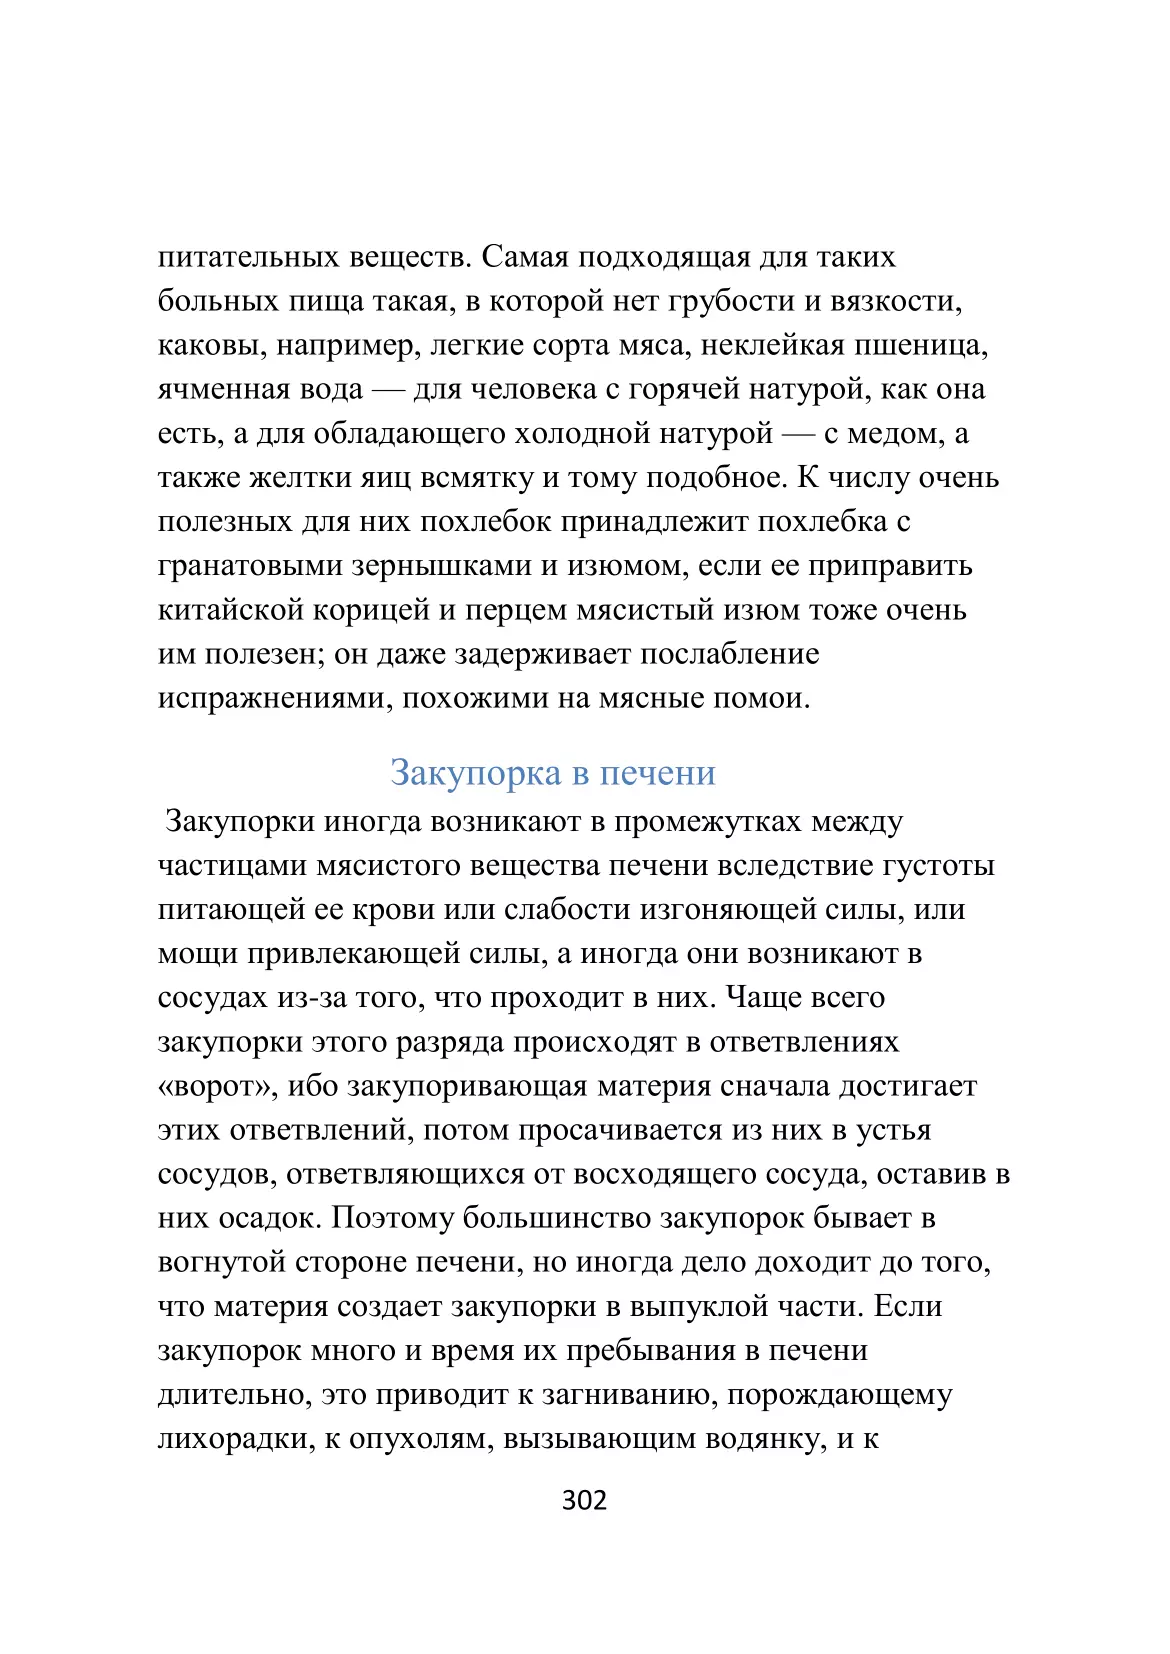 питательных веществ. Самая подходящая для таких
больных пища такая, в которой нет грубости и вязкости,
каковы, например, легкие сорта мяса, неклейкая пшеница,
ячменная вода — для человека с горячей натурой, как она
есть, а для обладающего холодной натурой — с медом, а
также желтки яиц всмятку и тому подобное. К числу очень
полезных для них похлебок принадлежит похлебка с
гранатовыми зернышками и изюмом, если ее приправить
китайской корицей и перцем мясистый изюм тоже очень
им полезен; он даже задерживает послабление
испражнениями, похожими на мясные помои.
Закупорка в печени
Закупорки иногда возникают в промежутках между
частицами мясистого вещества печени вследствие густоты
питающей ее крови или слабости изгоняющей силы, или
мощи привлекающей силы, а иногда они возникают в
сосудах из-за того, что проходит в них. Чаще всего
закупорки этого разряда происходят в ответвлениях
«ворот», ибо закупоривающая материя сначала достигает
этих ответвлений, потом просачивается из них в устья
сосудов, ответвляющихся от восходящего сосуда, оставив в
них осадок. Поэтому большинство закупорок бывает в
вогнутой стороне печени, но иногда дело доходит до того,
что материя создает закупорки в выпуклой части. Если
закупорок много и время их пребывания в печени
длительно, это приводит к загниванию, порождающему
лихорадки, к опухолям, вызывающим водянку, и к
302